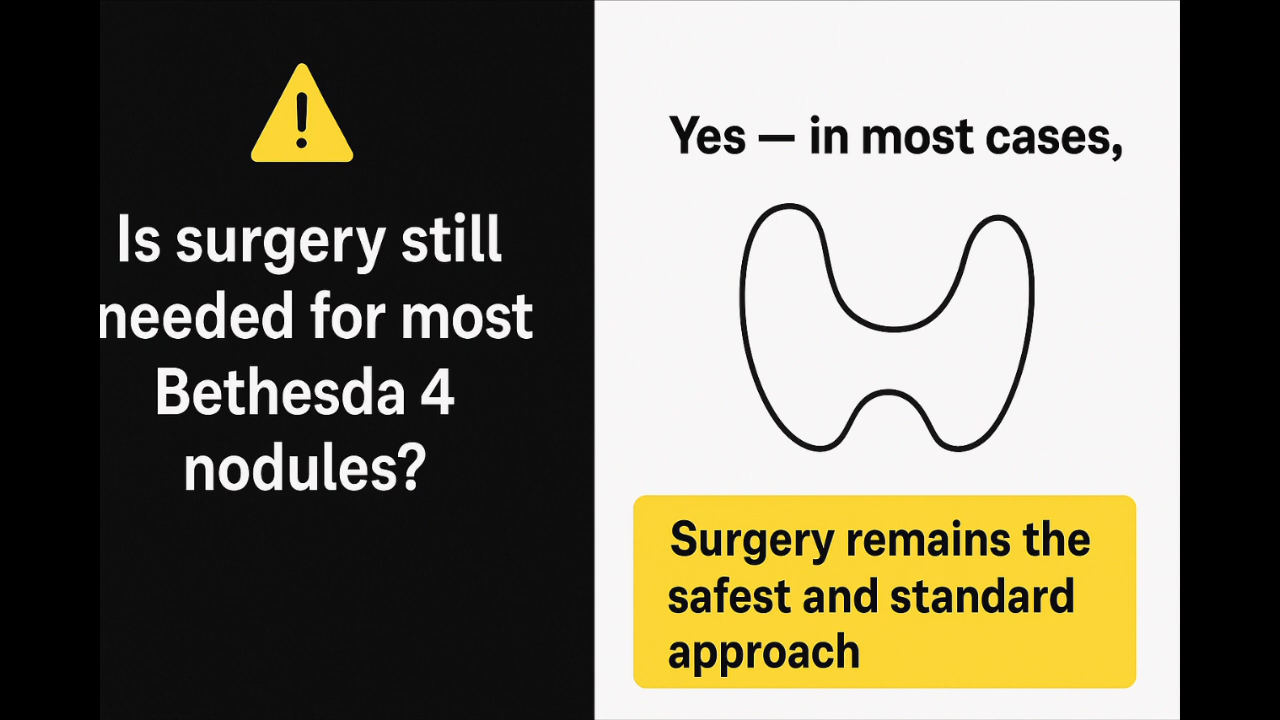 Is surgery still
needed for most
Bethesda 4
nodules?
Yes — in most cases,
Surgery remains the
safest and standard
approach